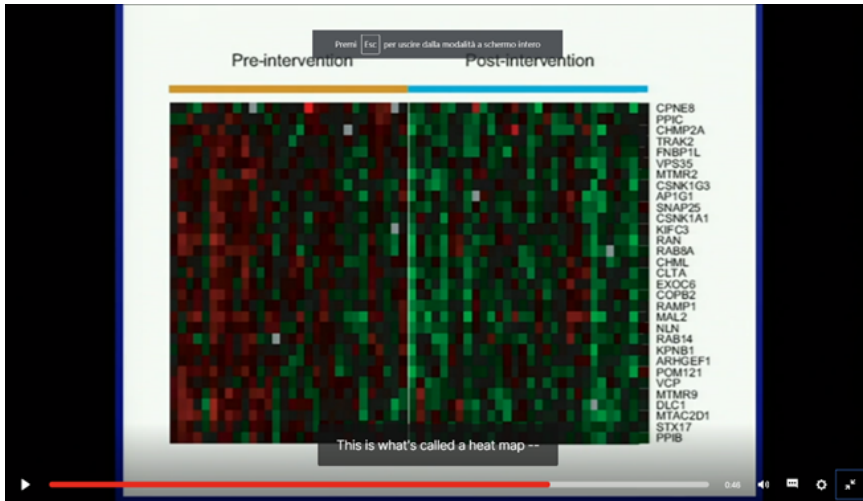 Premi Esc per uscire dalla modalità a schermo intero
Pre-intervention
Post-intervention
CPNE8
PPIC
CHMP2A
TRAK2
FNBP1L
VPS35
MTMR2
CSNK1G3
AP1G1
SNAP25
CSNK1A1
KIFC3
RAN
RAB8A
CHML
CLTA
EXOC6
COPB2
RAMP1
MAL2
NLN
RAB14
KPNB1
ARHGEF1
POM121
VCP
MTMR9
DLC1
MTAC2D1
STX17
PPIB
This is what's called a heat map --
0:46